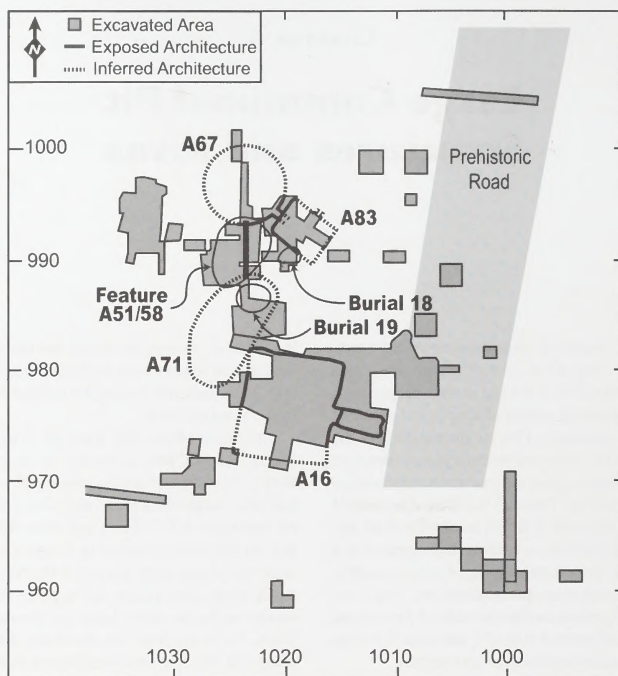 N
Excavated Area
Exposed Architecture
Inferred Architecture
A67
1000
Prehistoric
Road
A83
990
Feature
A51/58
Burial 18
Burial 19
980
A71
970
A16
960
1030
1020
1010
1000